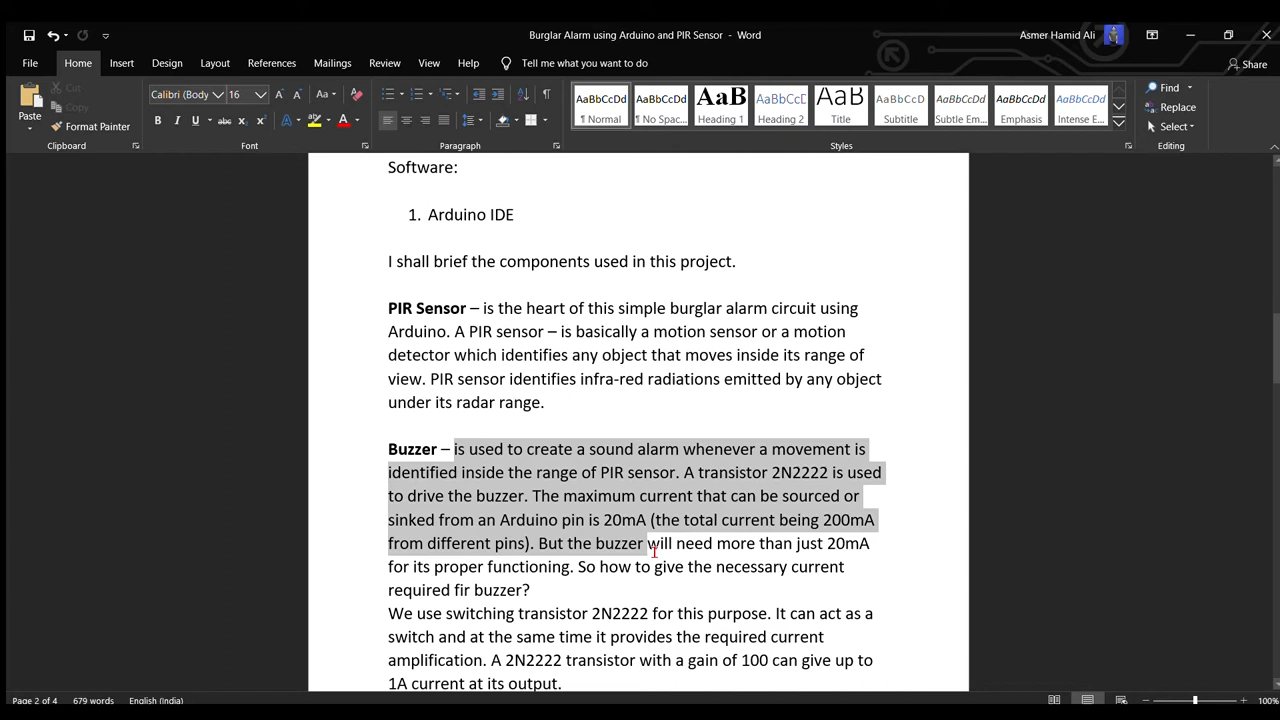 Burglar Alarm using Arduino and PIR Sensor - Word
Asmer Hamid Ali
File Home Insert Design Layout References Mailings Review View Help Tell me what you want to do Share
Paste
Cut
Copy
Format Painter
Clipboard
Calibri (Body 16
Font
Paragraph
AaBbCcDd AaBbCcDd AaB AaBbCcD AaB AaBbCcD AaBbCcDd AaBbCcDd AaBbCcDd
¶ Normal ¶ No Spac... Heading 1 Heading 2 Title Subtitle Subtle Em... Emphasis Intense E...
Styles
Find
Replace
Select
Editing
Software:
1. Arduino IDE
I shall brief the components used in this project.
PIR Sensor – is the heart of this simple burglar alarm circuit using
Arduino. A PIR sensor – is basically a motion sensor or a motion
detector which identifies any object that moves inside its range of
view. PIR sensor identifies infra-red radiations emitted by any object
under its radar range.
Buzzer – is used to create a sound alarm whenever a movement is
identified inside the range of PIR sensor. A transistor 2N2222 is used
to drive the buzzer. The maximum current that can be sourced or
sinked from an Arduino pin is 20mA (the total current being 200mA
from different pins). But the buzzer will need more than just 20mA
for its proper functioning. So how to give the necessary current
required fir buzzer?
We use switching transistor 2N2222 for this purpose. It can act as a
switch and at the same time it provides the required current
amplification. A 2N2222 transistor with a gain of 100 can give up to
1A current at its output.
Page 2 of 4 679 words English (India) 100%